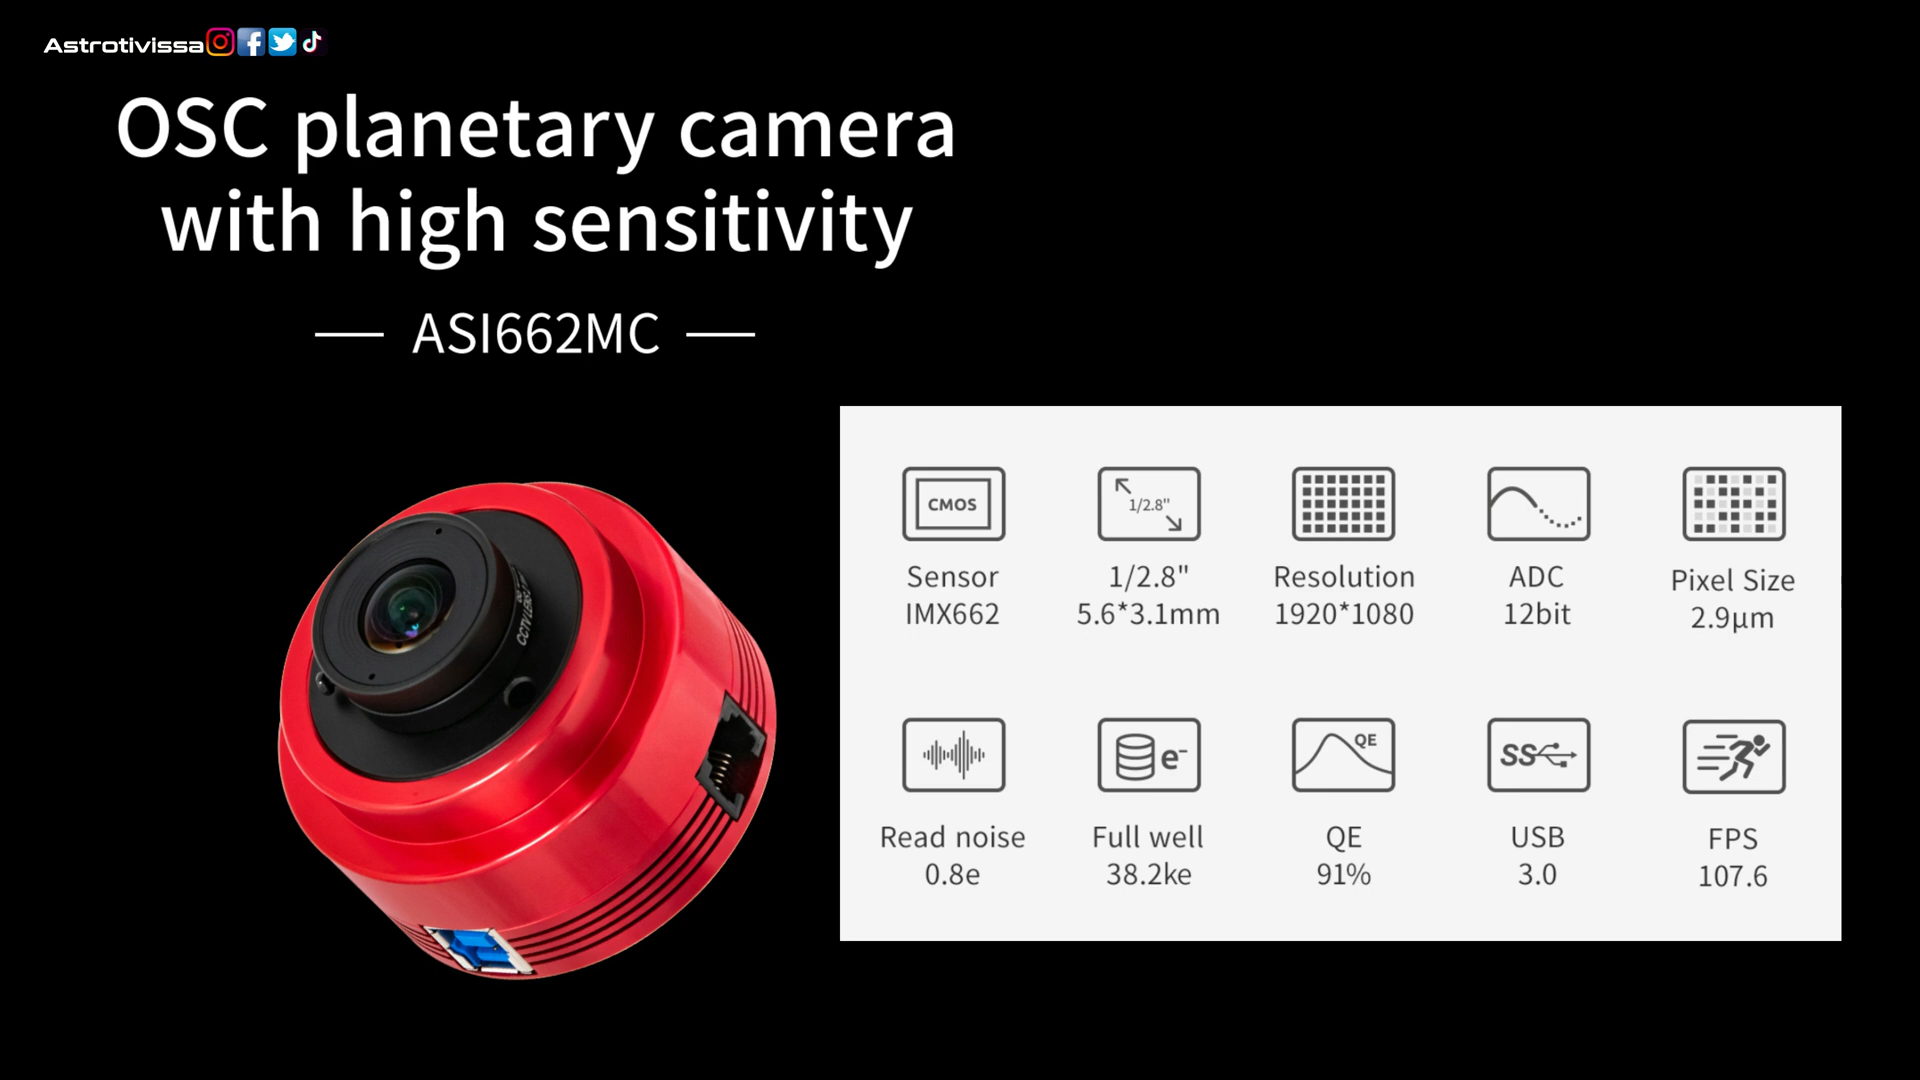 Astrotivissa
OSC planetary camera
with high sensitivity
ASI662MC
CMOS
1/2.8"
Sensor
IMX662
1/2.8"
5.6*3.1mm
Resolution
1920*1080
ADC
12bit
Pixel Size
2.9μm
e⁻
QE
SS
Read noise
0.8e
Full well
38.2ke
QE
91%
USB
3.0
FPS
107.6
CCTV LENS